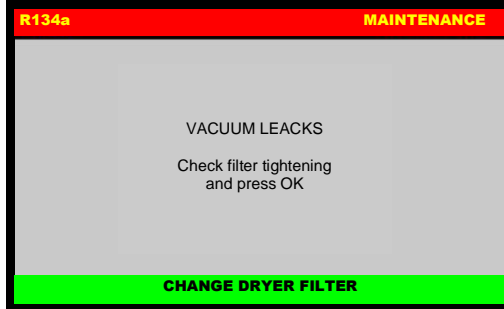 R134a MAINTENANCE
VACUUM LEACKS
Check filter tightening
and press OK
CHANGE DRYER FILTER